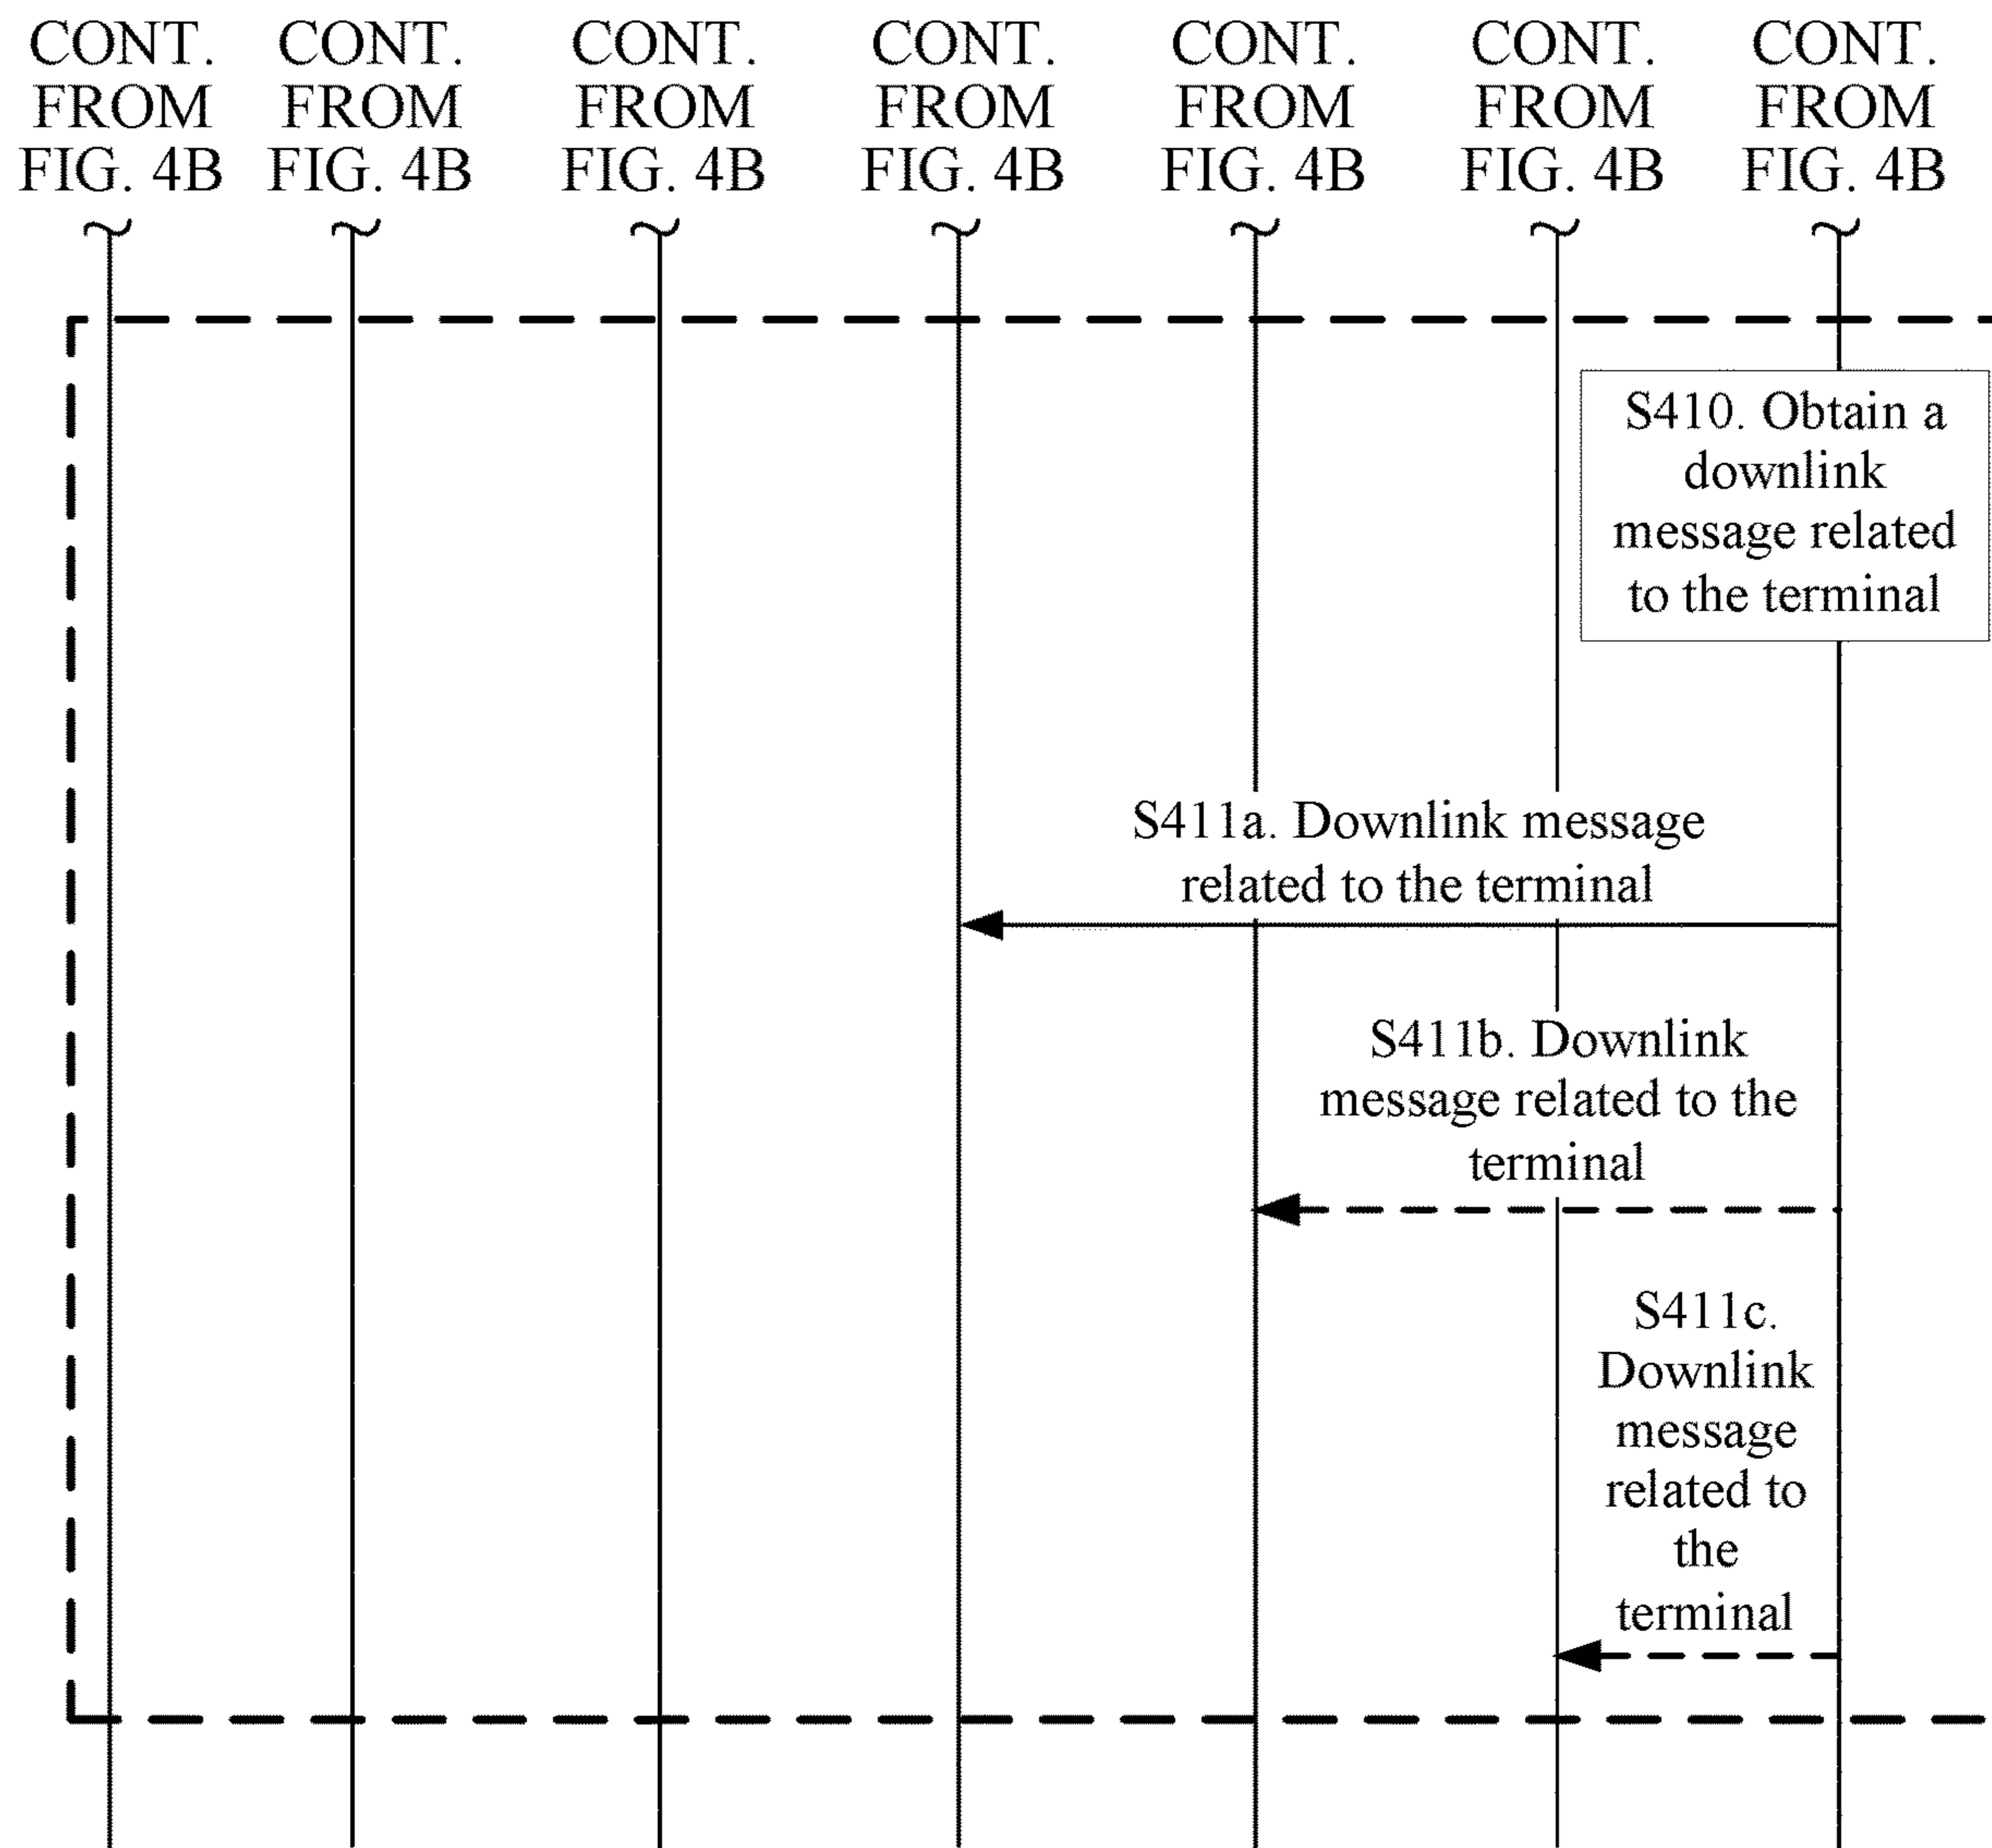 CONT. CONT. CONT. CONT. CONT CONT. CONT.
FROM FROM FROM FROM FROM FROM FROM
FIG. 4B FIG. 4B FIG. 4B FIG. 4B FIG. 4B FIG. 4B FIG. 4B
S410. Obtain a
downlink
message related
to the terminal
S411a. Downlink message
related to the terminal
S411b. Downlink
message related to the
terminal
S411c.
Downlink
message
related to
the
terminal